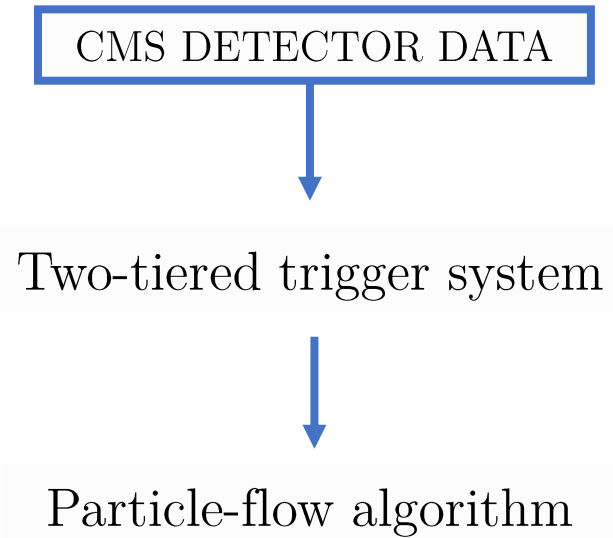 CMS DETECTOR DATA
Two-tiered trigger system
Particle-flow algorithm